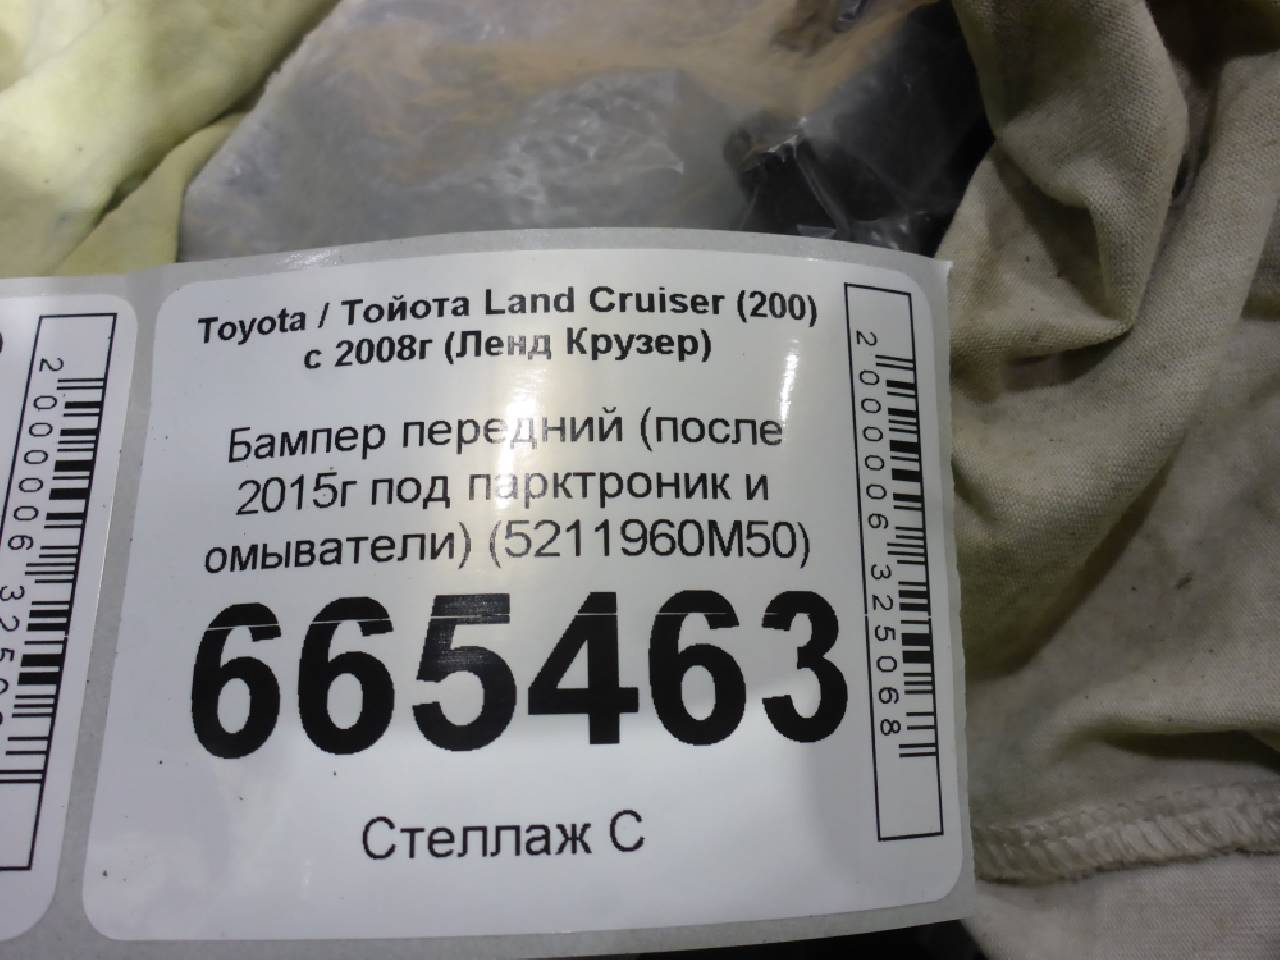 Toyota / Тойота Land Cruiser (200)
с 2008г (Ленд Крузер)
Бампер передний (после
2015г под парктроник и
омыватели) (5211960M50)
665463
Стеллаж С
2000006325068
20000063250